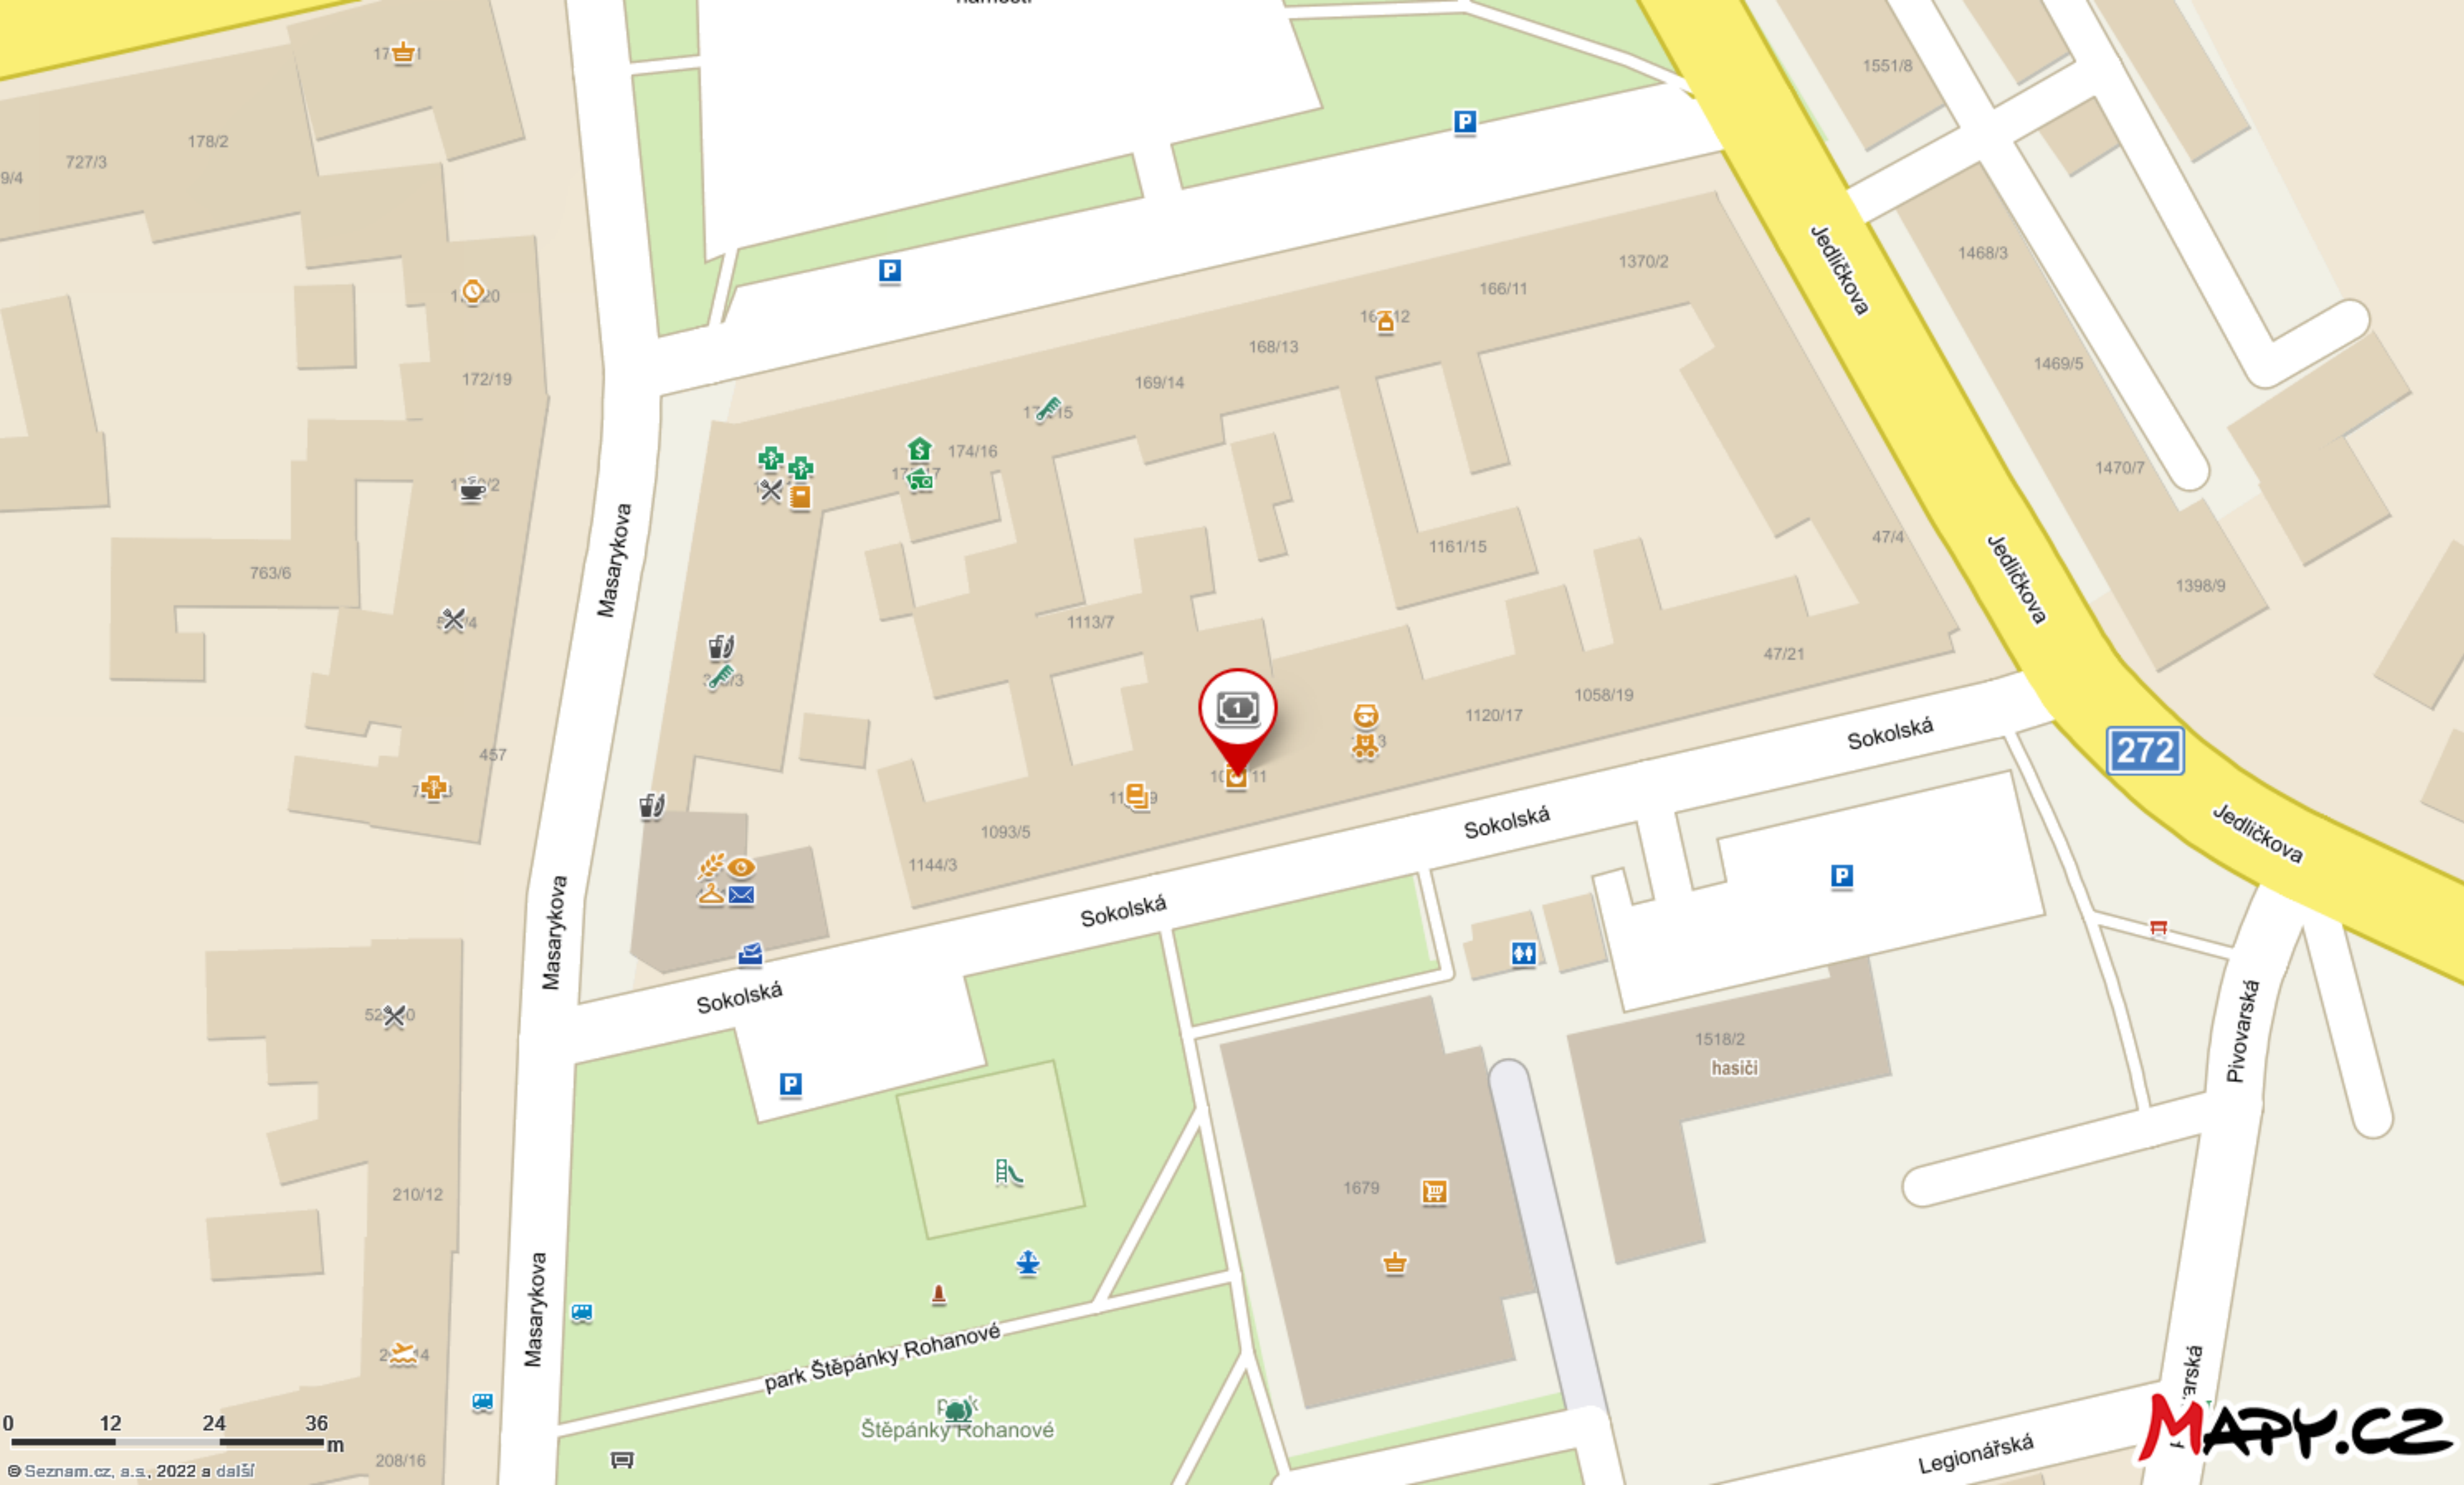 1551/8
178/2
727/3
9/4
Jedličkova
1468/3
1370/2
166/11
168/13
169/14
172/19
1469/5
174/16
1470/7
Masarykova
47/4
1161/15
Jedličkova
763/6
1398/9
1113/7
47/21
1058/19
1120/17
Sokolská
272
457
Sokolská
Jedličkova
1093/5
1144/3
Sokolská
Masarykova
Sokolská
1518/2
hasiči
Pivovarská
1679
210/12
Masarykova
park Štěpánky Rohanové
Štěpánky Rohanové
0 12 24 36
m
Legionářská
MAPY.CZ
208/16
© Seznam.cz, a.s., 2022 a další